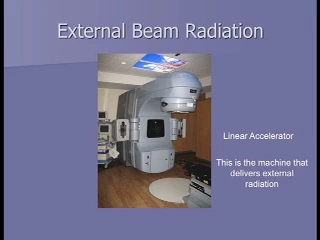 External Beam Radiation
Linear Accelerator
This is the machine that
delivers external
radiation